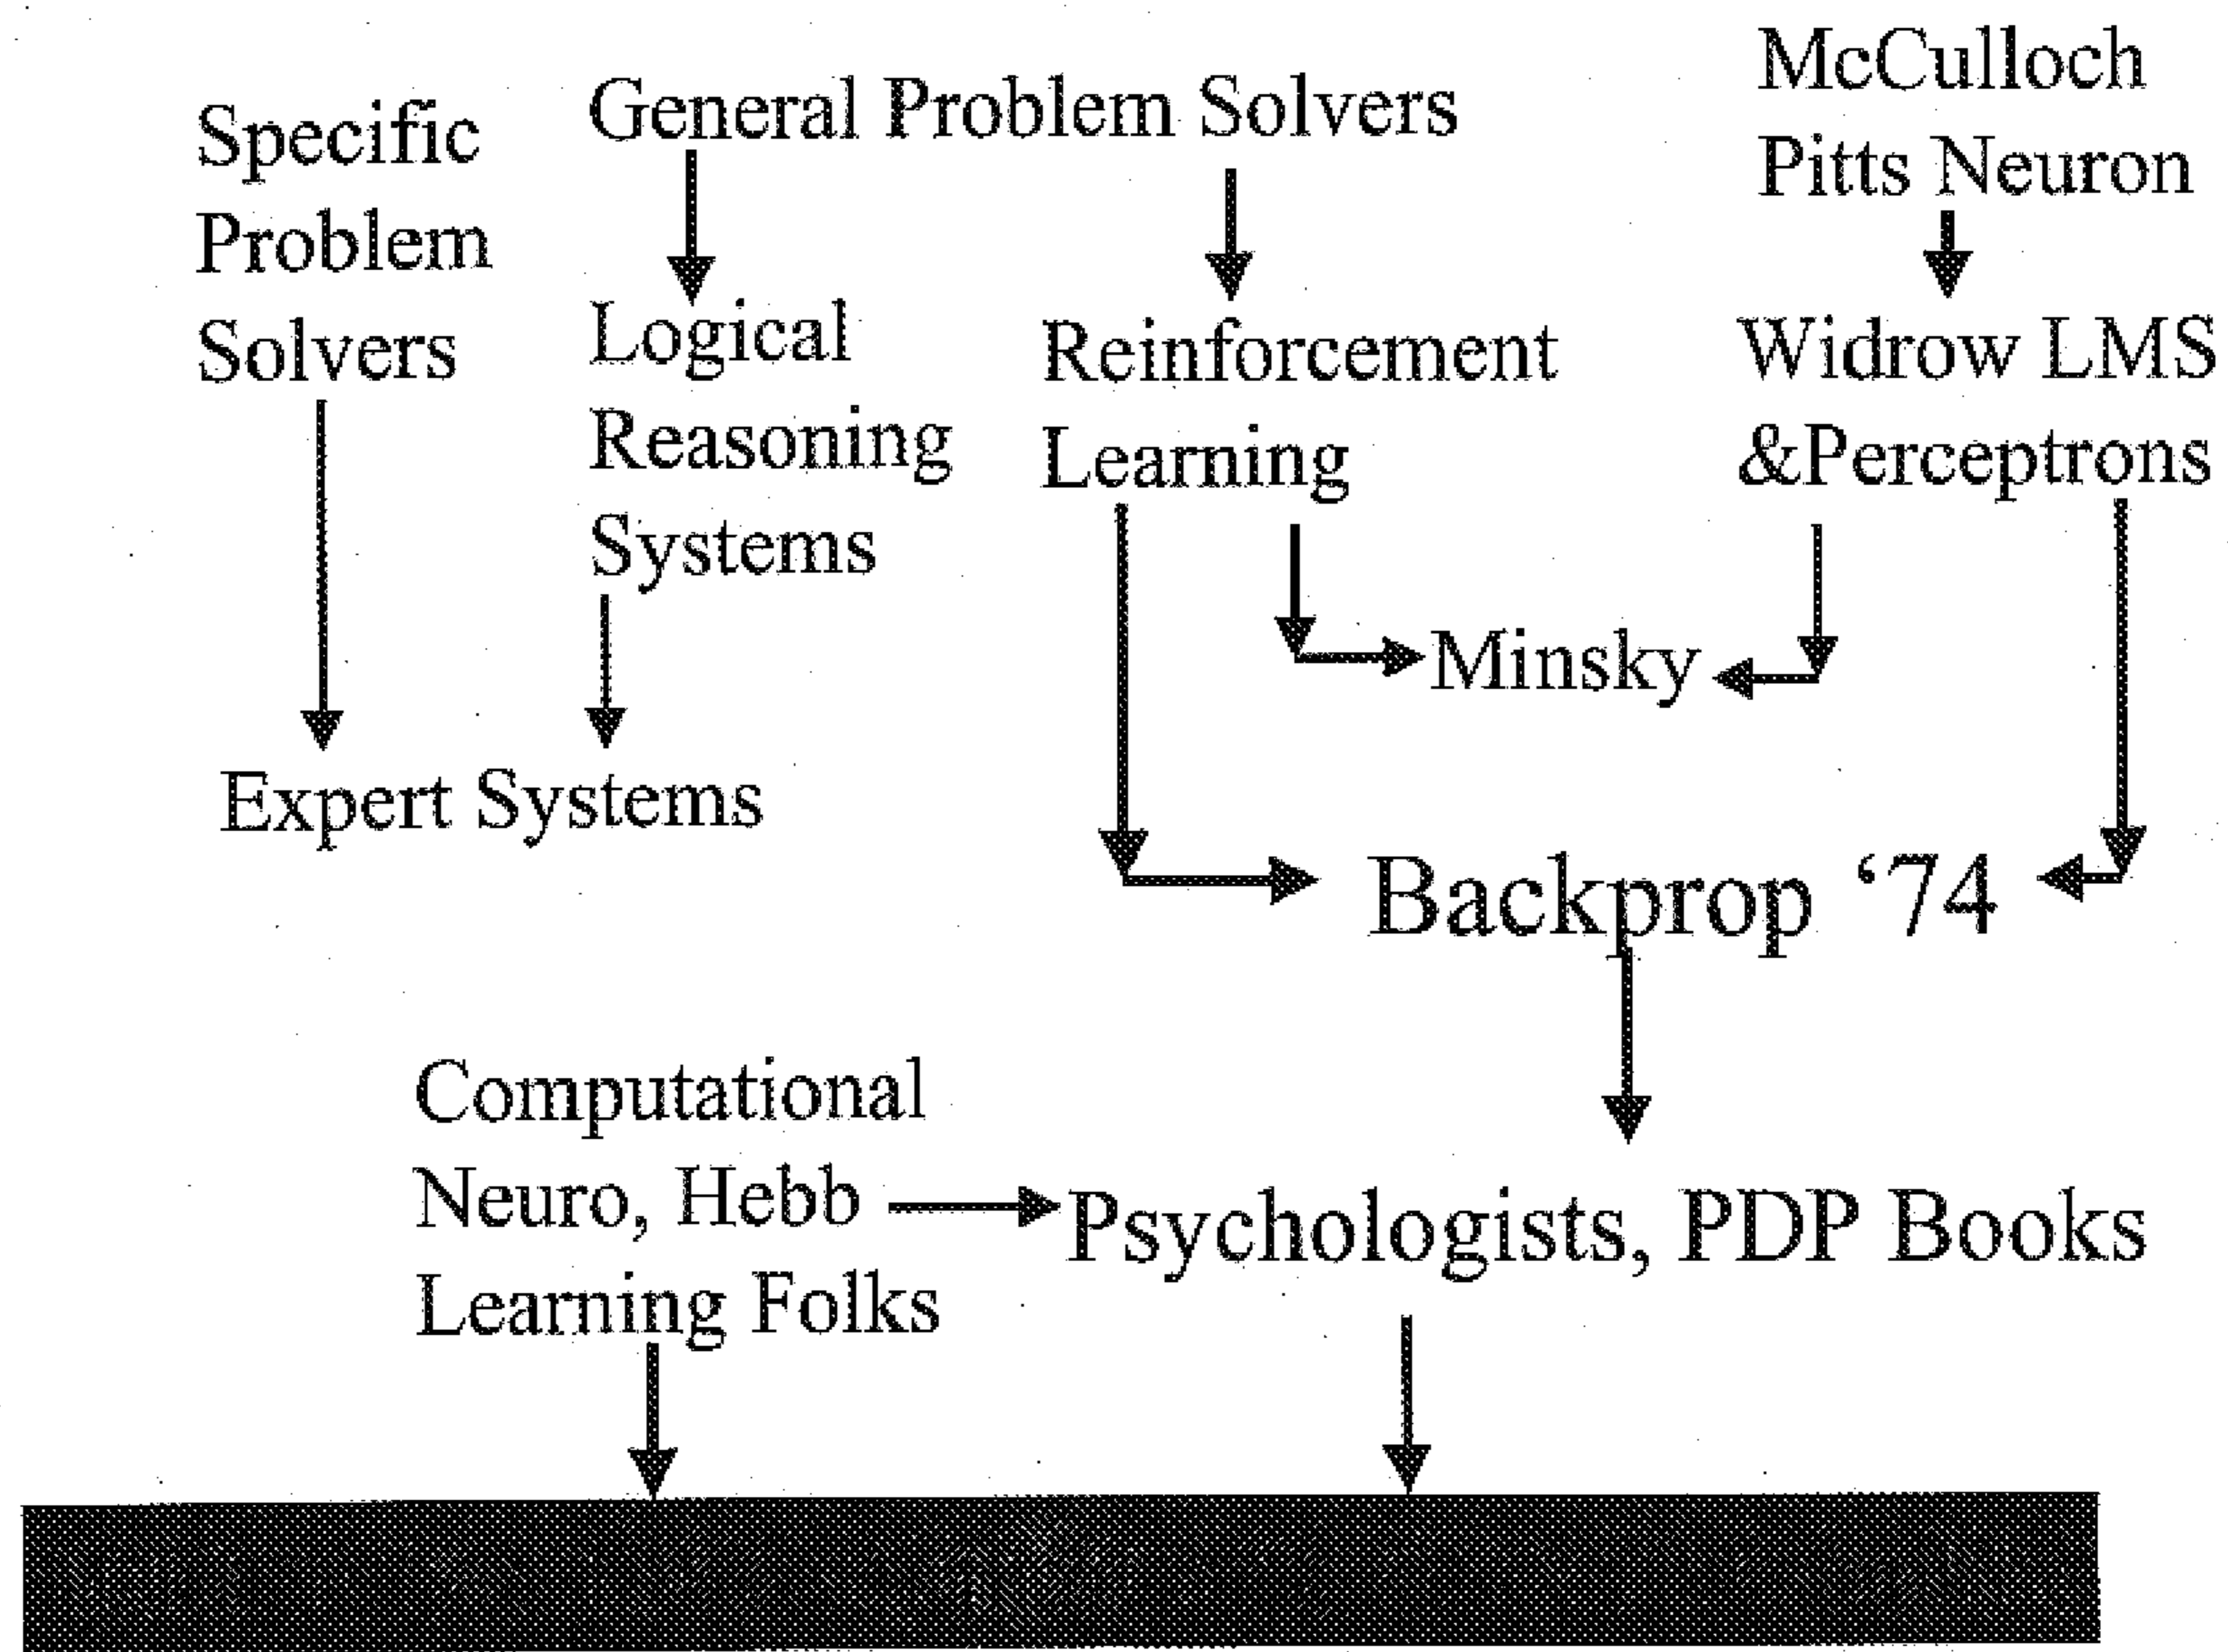 Specific
Problem
Solvers
General Problem Solvers
McCulloch
Pitts Neuron
Logical
Reasoning
Systems
Reinforcement
Learning
Widrow LMS
&Perceptrons
Minsky
Expert Systems
Backprop ‘74
Computational
Neuro, Hebb
Learning Folks
Psychologists, PDP Books